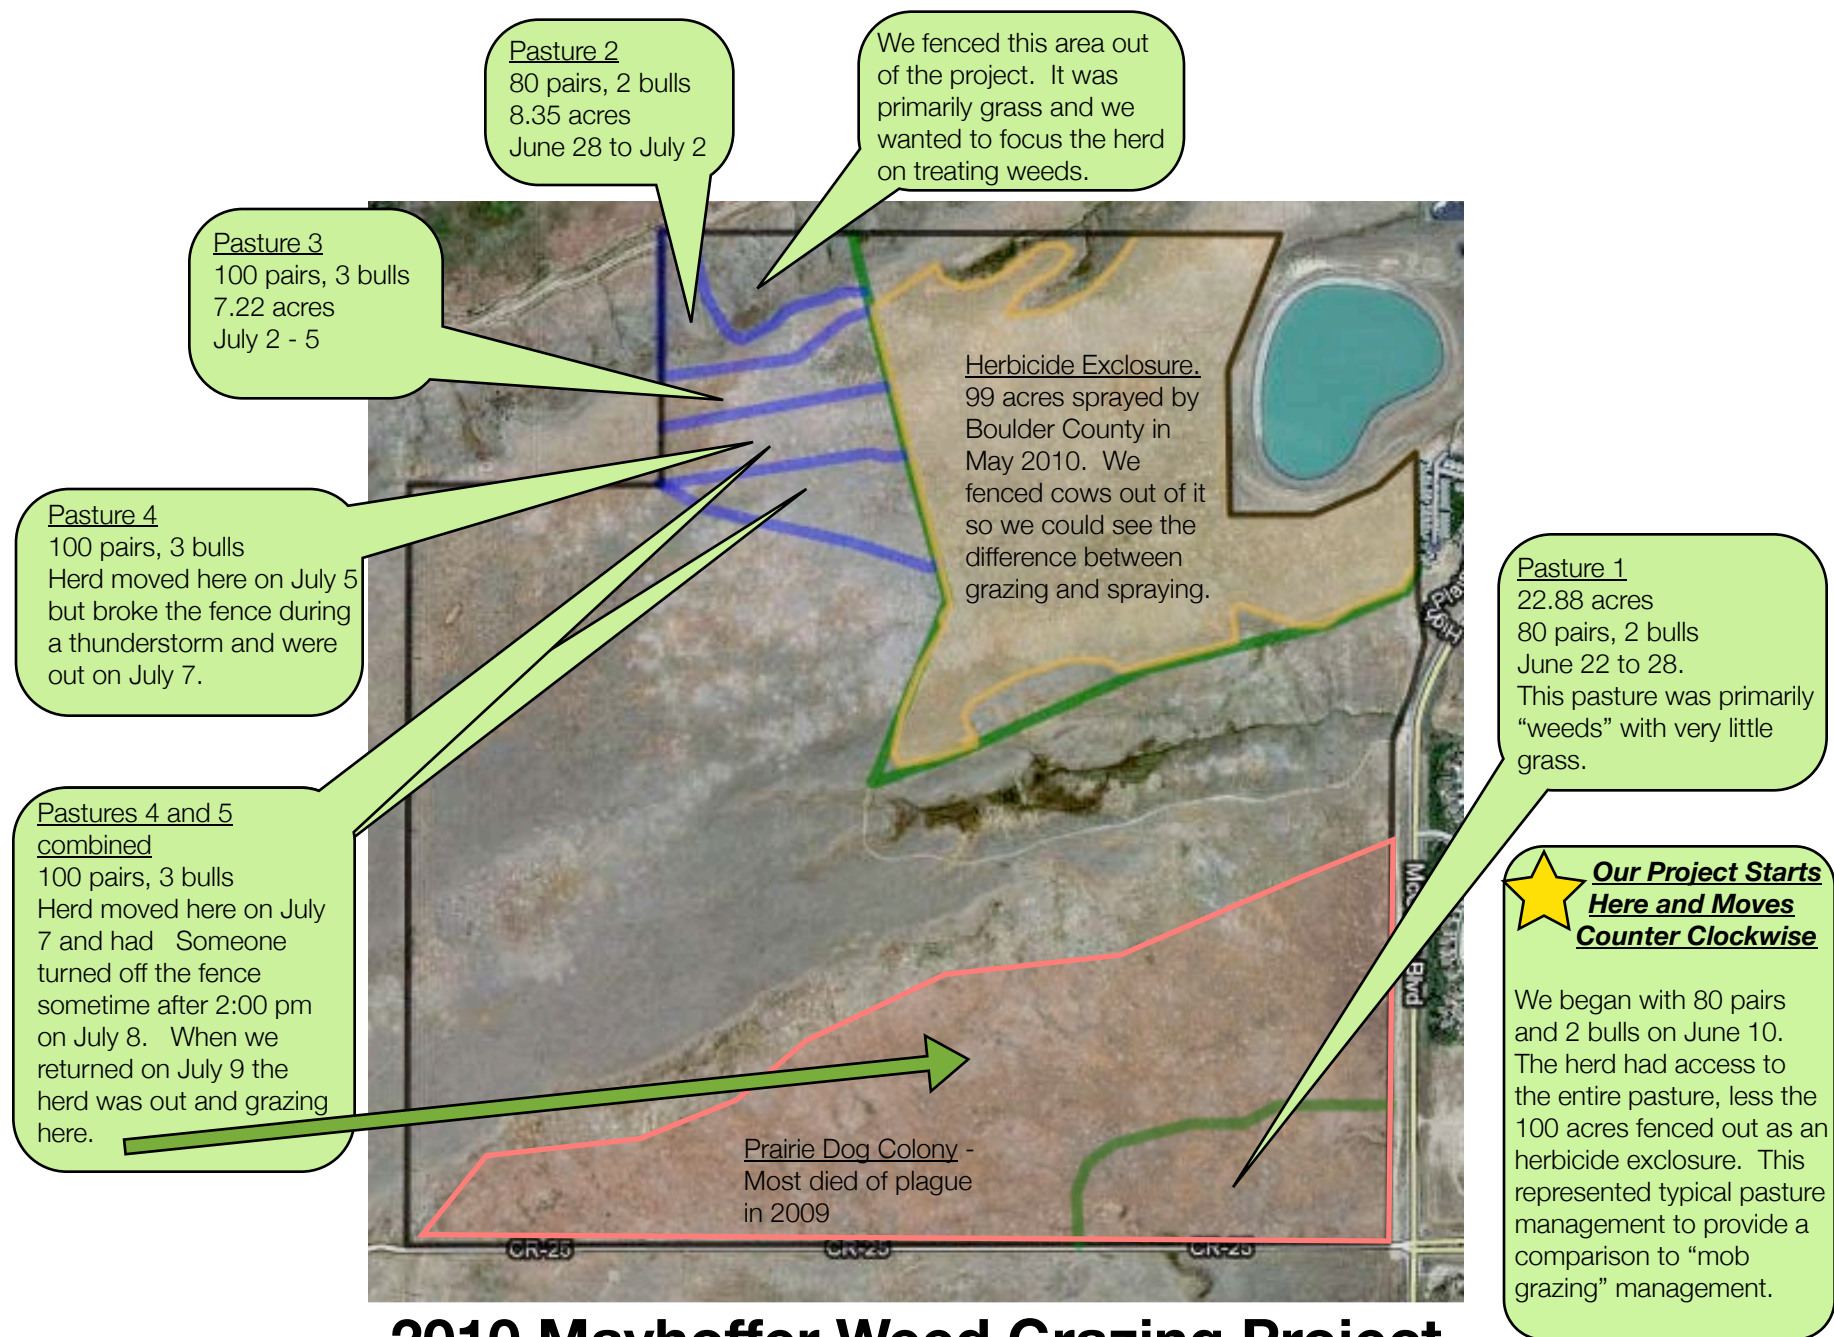 Pasture 2
80 pairs, 2 bulls
8.35 acres
June 28 to July 2
We fenced this area out
of the project.  It was
primarily grass and we
wanted to focus the herd
on treating weeds.
Pasture 3
100 pairs, 3 bulls
7.22 acres
July 2 - 5
Herbicide Exclosure.
99 acres sprayed by
Boulder County in
May 2010.  We
fenced cows out of it
so we could see the
difference between
grazing and spraying.
Pasture 4
100 pairs, 3 bulls
Herd moved here on July 5
but broke the fence during
a thunderstorm and were
out on July 7.
Pasture 1
22.88 acres
80 pairs, 2 bulls
June 22 to 28.
This pasture was primarily
“weeds” with very little
grass.
Pastures 4 and 5
combined
100 pairs, 3 bulls
Herd moved here on July
7 and had   Someone
turned off the fence
sometime after 2:00 pm
on July 8.   When we
returned on July 9 the
herd was out and grazing
here.
Our Project Starts
Here and Moves
Counter Clockwise
We began with 80 pairs
and 2 bulls on June 10.
The herd had access to
the entire pasture, less the
100 acres fenced out as an
herbicide exclosure.  This
represented typical pasture
management to provide a
comparison to “mob
grazing” management.
Prairie Dog Colony -
Most died of plague
in 2009
High
Blvd
CR-25
CR-25
CR-25
2010 Mayhoffer Weed Grazing Project